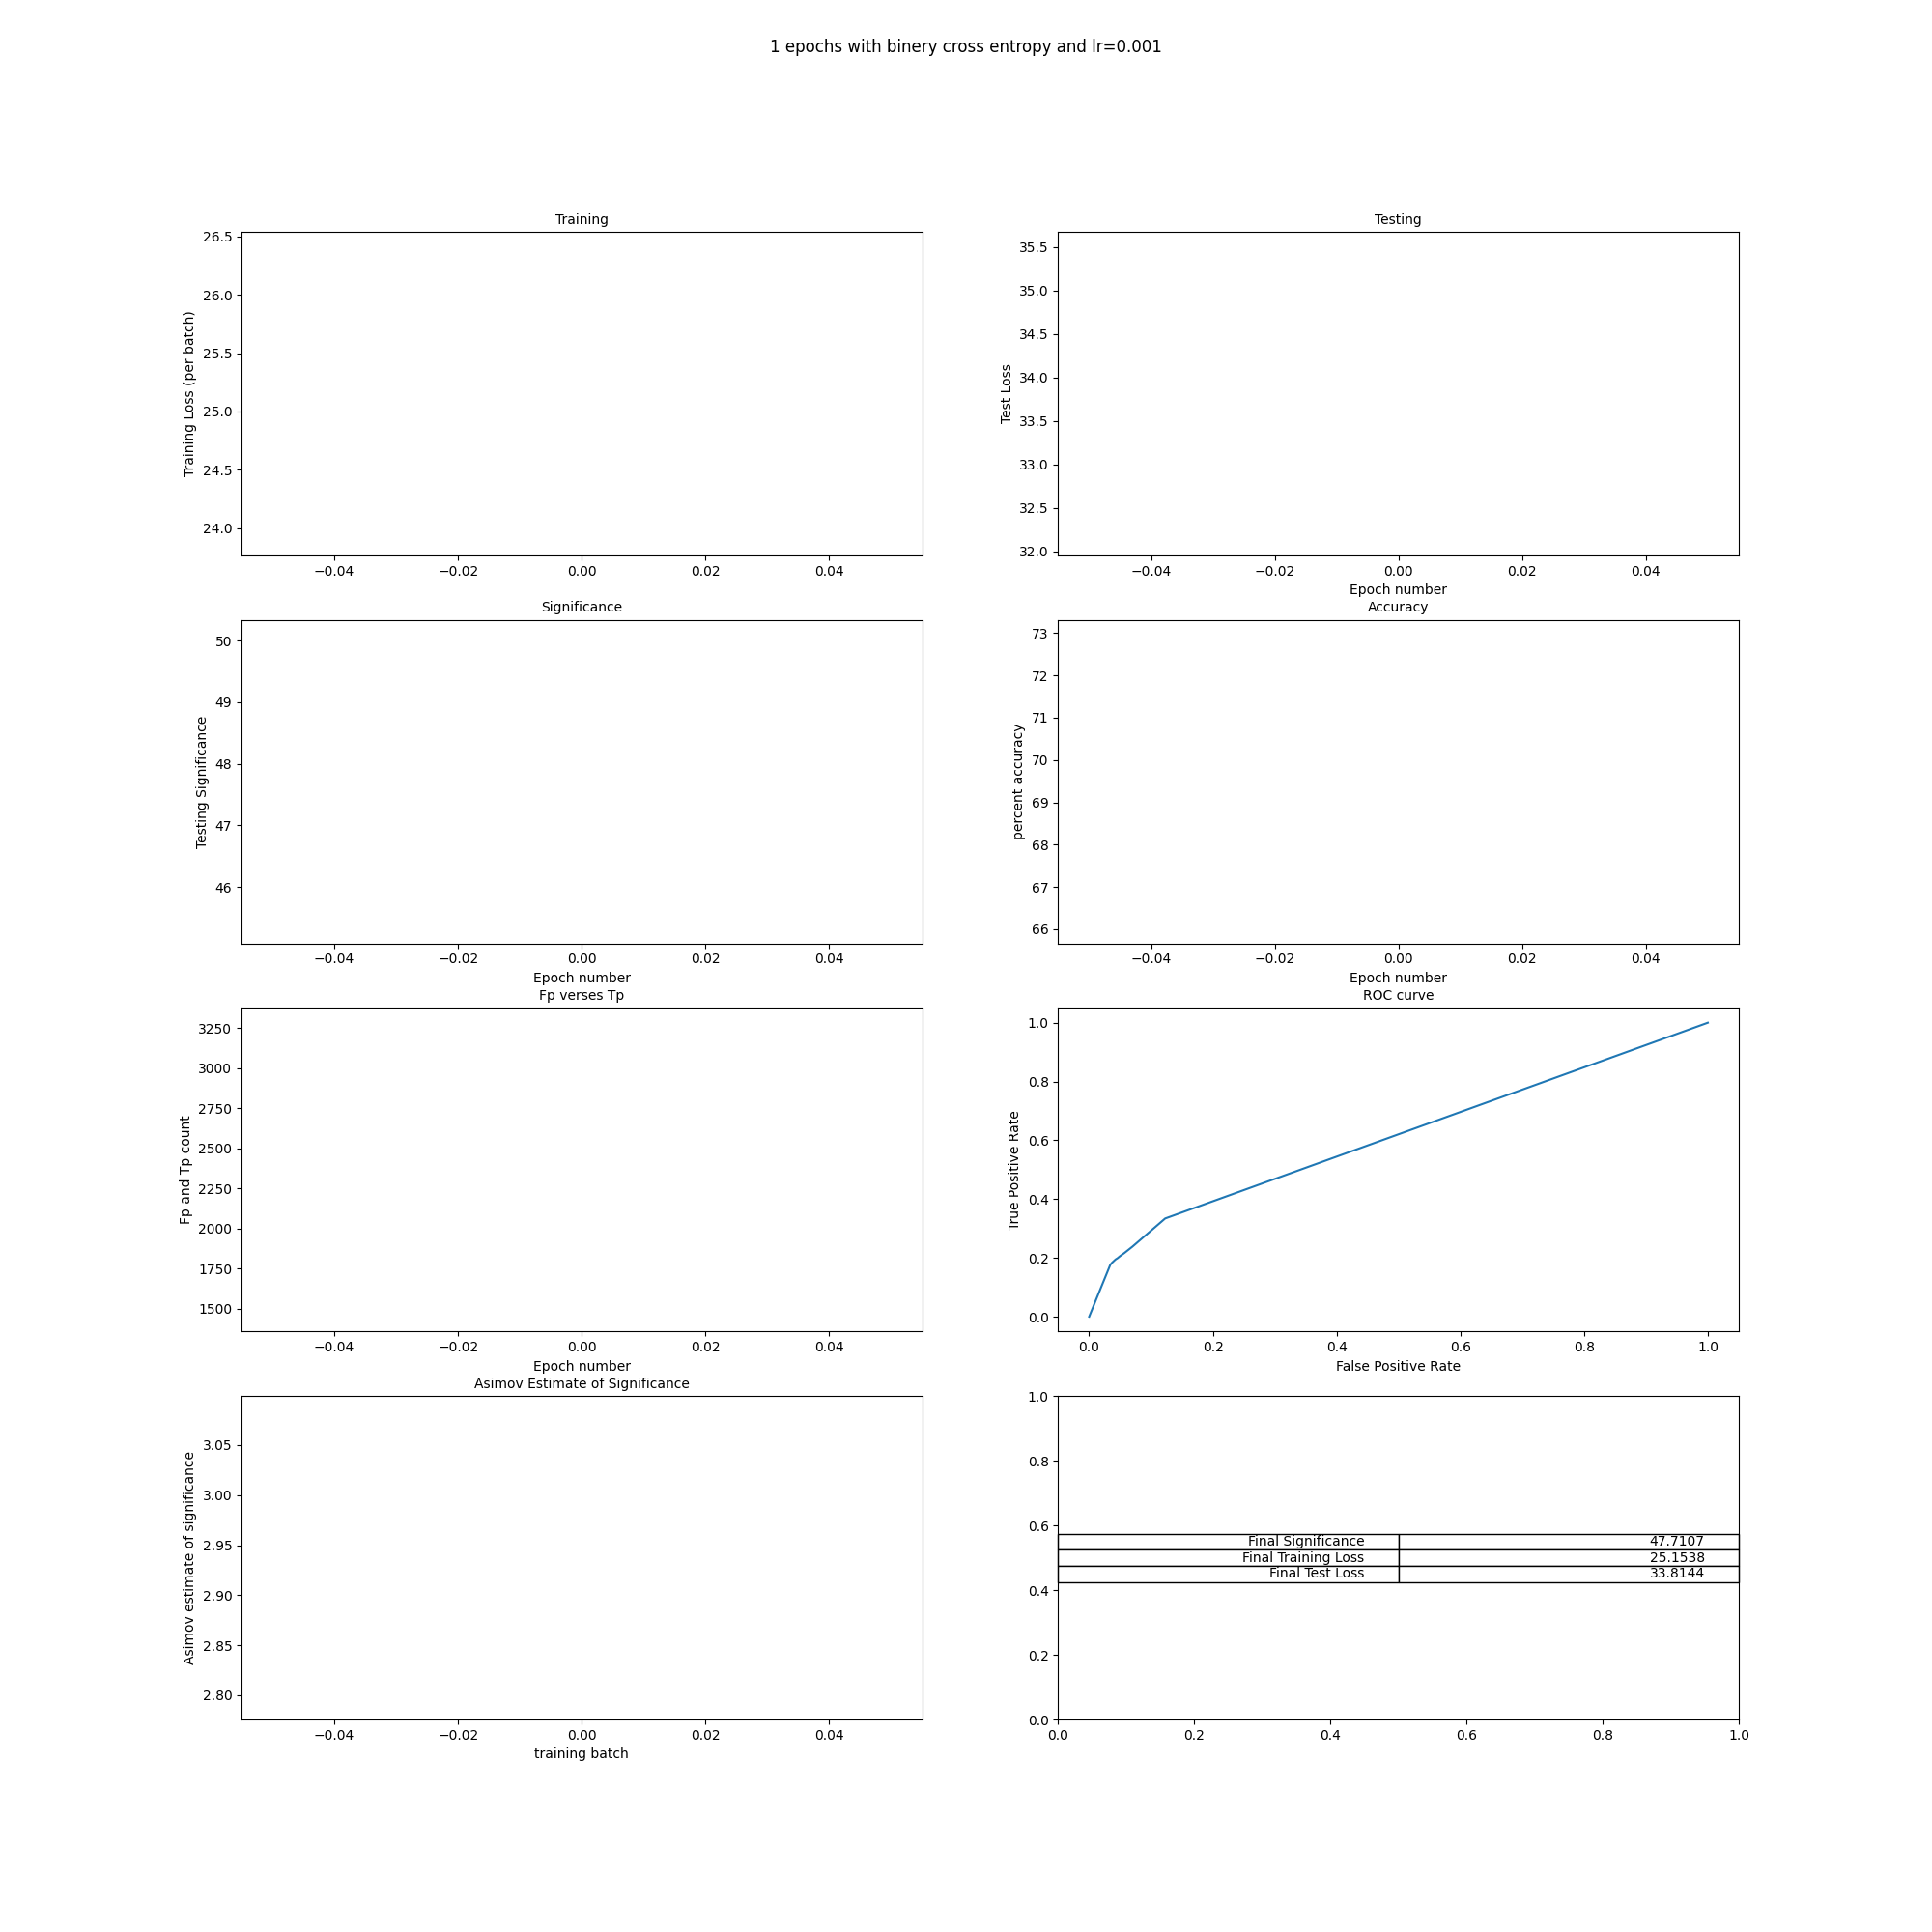 1 epochs with binery cross entropy and lr=0.001
Training
Training Loss (per batch)
26.5
26.0
25.5
25.0
24.5
24.0
−0.04 −0.02 0.00 0.02 0.04
Testing
Test Loss
35.5
35.0
34.5
34.0
33.5
33.0
32.5
32.0
−0.04 −0.02 0.00 0.02 0.04
Epoch number
Significance
Testing Significance
50
49
48
47
46
−0.04 −0.02 0.00 0.02 0.04
Epoch number
Accuracy
percent accuracy
73
72
71
70
69
68
67
66
−0.04 −0.02 0.00 0.02 0.04
Epoch number
Fp verses Tp
Fp and Tp count
3250
3000
2750
2500
2250
2000
1750
1500
−0.04 −0.02 0.00 0.02 0.04
Epoch number
ROC curve
True Positive Rate
1.0
0.8
0.6
0.4
0.2
0.0
0.0 0.2 0.4 0.6 0.8 1.0
False Positive Rate
Asimov Estimate of Significance
Asimov estimate of significance
3.05
3.00
2.95
2.90
2.85
2.80
−0.04 −0.02 0.00 0.02 0.04
training batch
1.0
0.8
0.6
Final Significance 47.7107
Final Training Loss 25.1538
Final Test Loss 33.8144
0.4
0.2
0.0
0.0 0.2 0.4 0.6 0.8 1.0